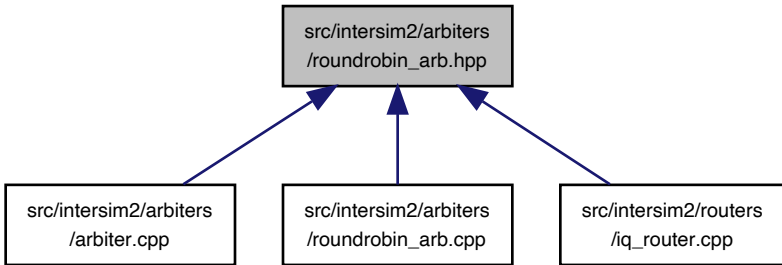 src/intersim2/arbiters
/roundrobin_arb.hpp
src/intersim2/arbiters
/arbiter.cpp
src/intersim2/arbiters
/roundrobin_arb.cpp
src/intersim2/routers
/iq_router.cpp